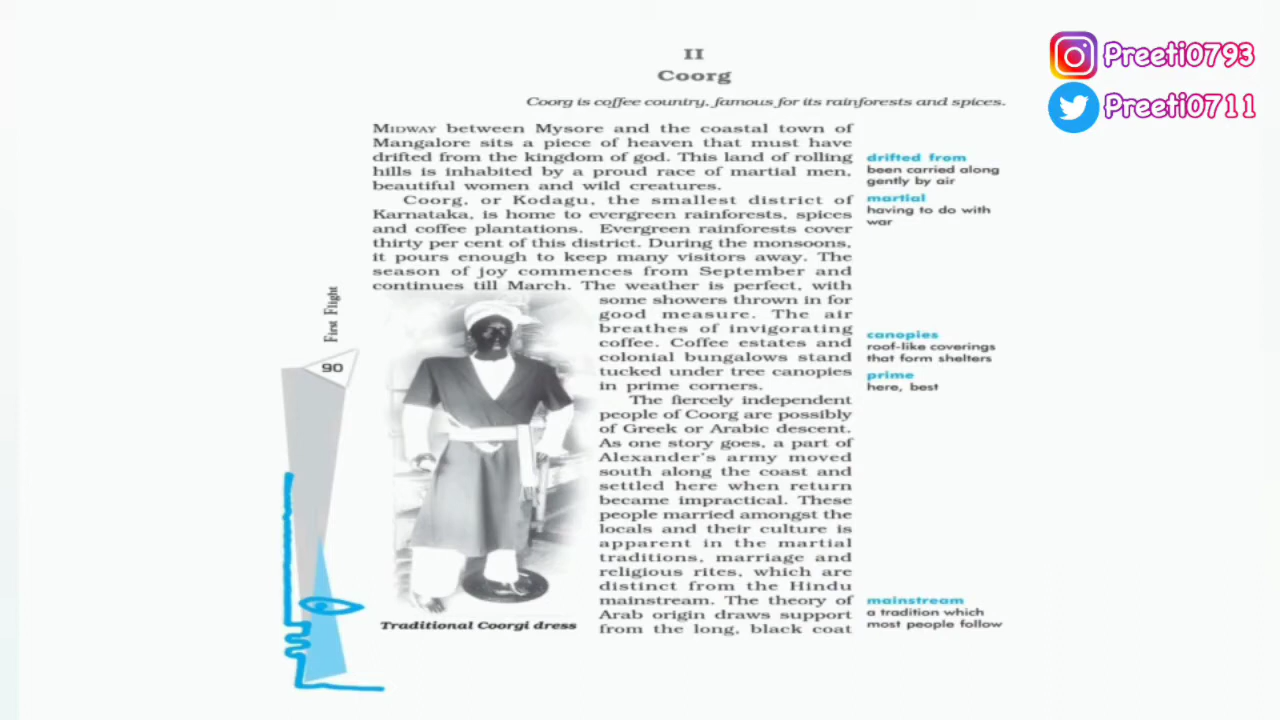 II
Coorg
Coorg is coffee country, famous for its rainforests and spices.
MIDWAY between Mysore and the coastal town of
Mangalore sits a piece of heaven that must have
drifted from the kingdom of god. This land of rolling
hills is inhabited by a proud race of martial men,
beautiful women and wild creatures.
Coorg, or Kodagu, the smallest district of
Karnataka, is home to evergreen rainforests, spices
and coffee plantations. Evergreen rainforests cover
thirty per cent of this district. During the monsoons,
it pours enough to keep many visitors away. The
season of joy commences from September and
continues till March. The weather is perfect, with
some showers thrown in for
good measure. The air
breathes of invigorating
coffee. Coffee estates and
colonial bungalows stand
tucked under tree canopies
in prime corners.
The fiercely independent
people of Coorg are possibly
of Greek or Arabic descent.
As one story goes, a part of
Alexander's army moved
south along the coast and
settled here when return
became impractical. These
people married amongst the
locals and their culture is
apparent in the martial
traditions, marriage and
religious rites, which are
distinct from the Hindu
mainstream. The theory of
Arab origin draws support
from the long, black coat
Traditional Coorgi dress
drifted from
been carried along
gently by air
martial
having to do with
war
canopies
roof-like coverings
that form shelters
prime
here, best
mainstream
a tradition which
most people follow
First Flight
90
Preeti0793
Preeti0711